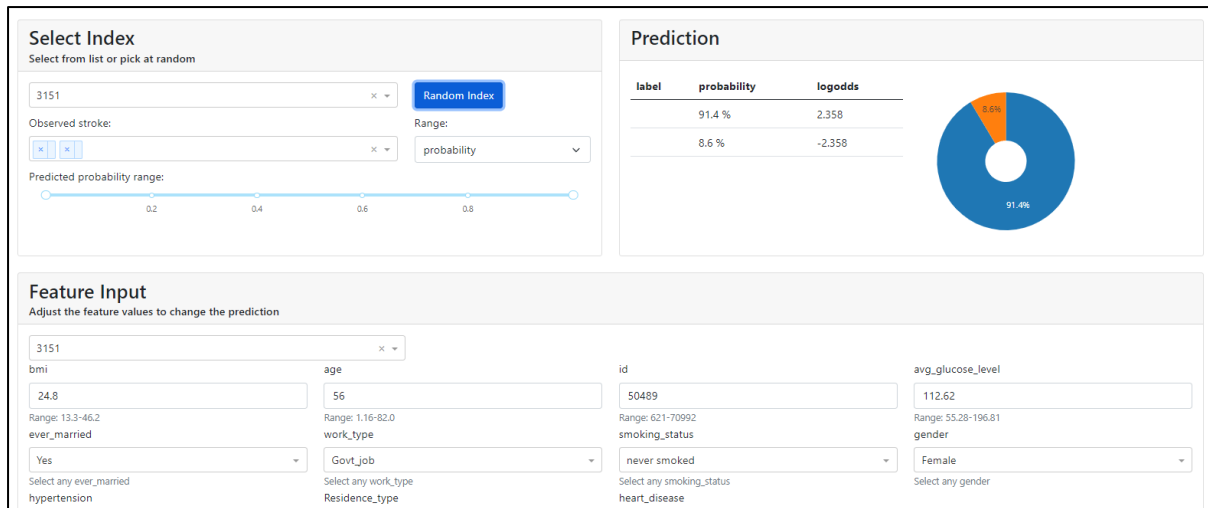 Select Index
Select from list or pick at random
3151
Random Index
Observed stroke:
Range:
× ×
probability
Predicted probability range:
0.2 0.4 0.6 0.8
Prediction
label probability logodds
91.4 % 2.358
8.6 % -2.358
8.6%
91.4%
Feature Input
Adjust the feature values to change the prediction
3151
bmi age id avg_glucose_level
24.8 56 50489 112.62
Range: 13.3-46.2 Range: 1.16-82.0 Range: 621-70992 Range: 55.28-196.81
ever_married work_type smoking_status gender
Yes Govt_job never smoked Female
Select any ever_married Select any work_type Select any smoking_status Select any gender
hypertension Residence_type heart_disease